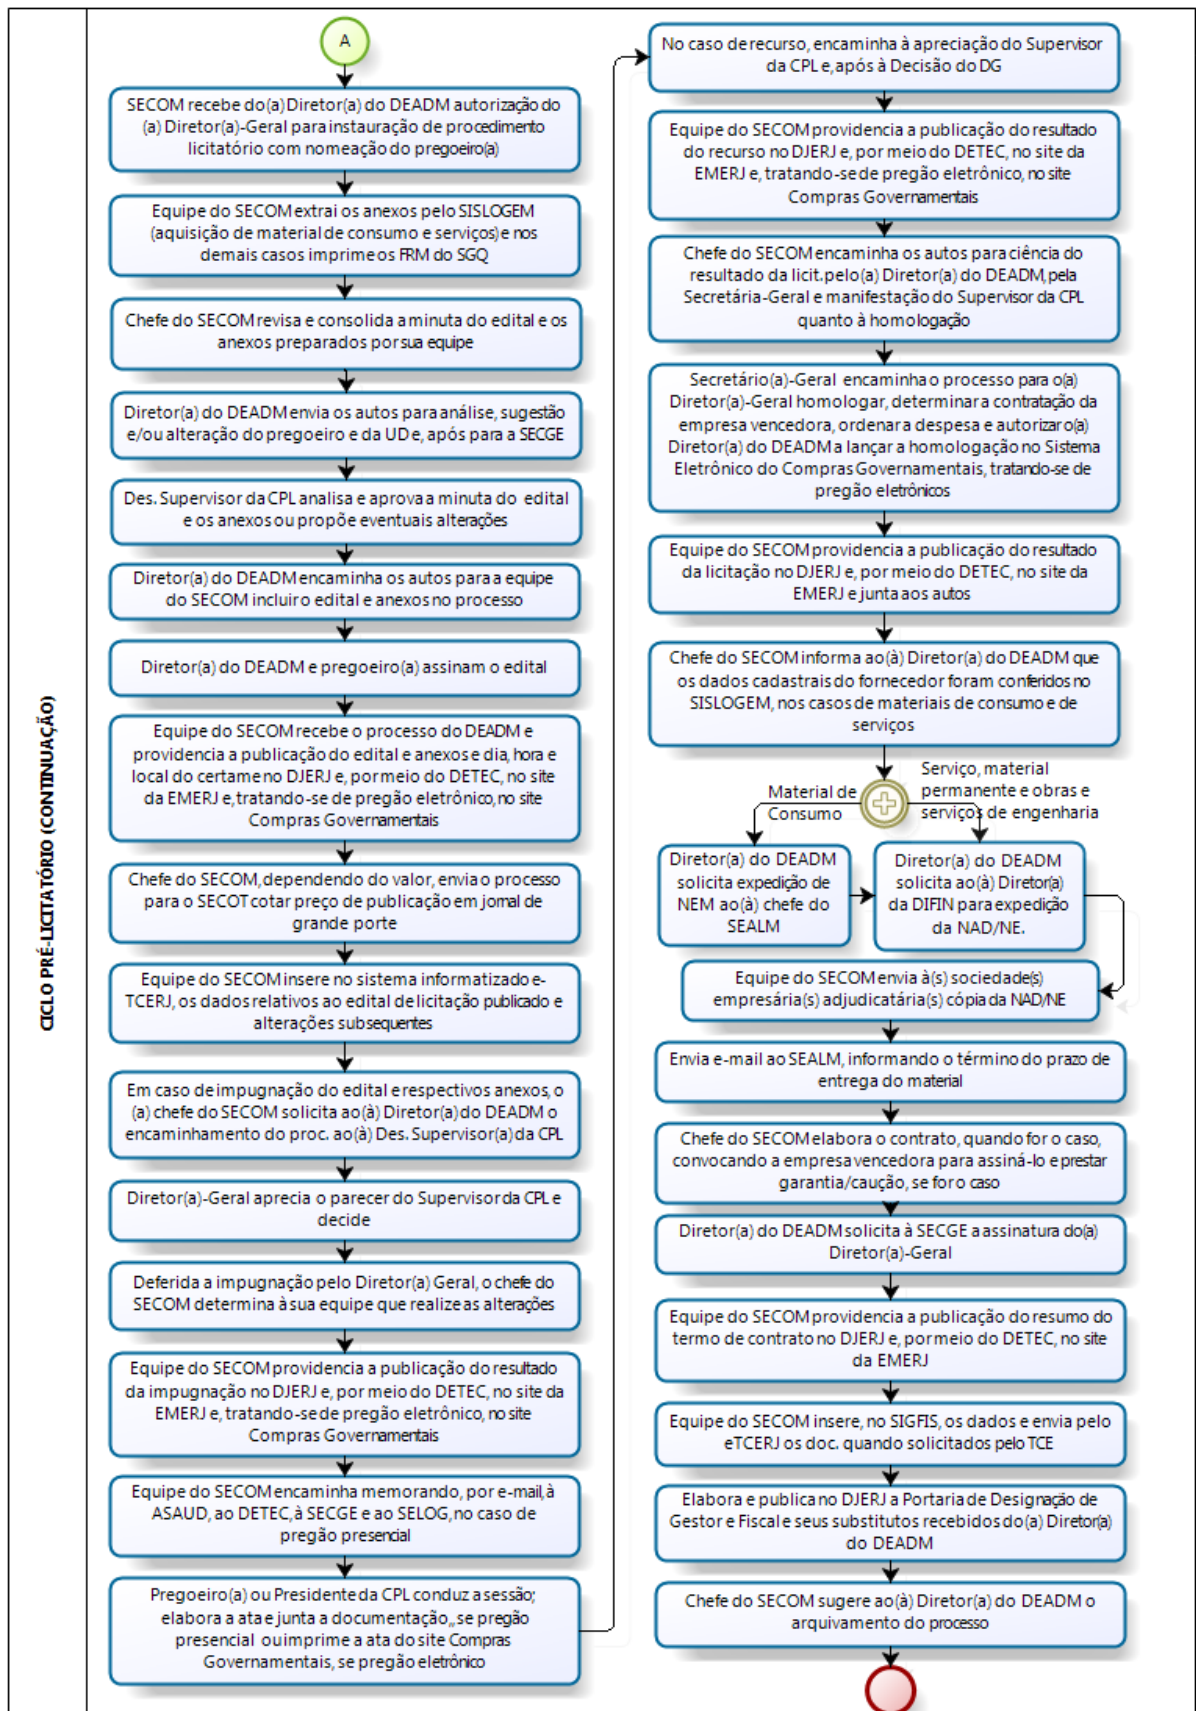 CICLO PRÉ-LICITATÓRIO (CONTINUAÇÃO)
A
SECOM recebe do(a) Diretor(a) do DEADM autorização do
(a) Diretor(a)-Geral para instauração de procedimento
licitatório com nomeação do pregoeiro(a)
Equipe do SECOM extrai os anexos pelo SISLOGEM
(aquisição de material de consumo e serviços) e nos
demais casos imprime os FRM do SGQ
Chefe do SECOM revisa e consolida a minuta do edital e os
anexos preparados por sua equipe
Diretor(a) do DEADM envia os autos para análise, sugestão
e/ou alteração do pregoeiro e da UD e, após para a SECGE
Des. Supervisor da CPL analisa e aprova a minuta do edital
e os anexos ou propõe eventuais alterações
Diretor(a) do DEADM encaminha os autos para a equipe
do SECOM incluir o edital e anexos no processo
Diretor(a) do DEADM e pregoeiro(a) assinam o edital
Equipe do SECOM recebe o processo do DEADM e
providencia a publicação do edital e anexos e dia, hora e
local do certame no DJERJ e, por meio do DETEC, no site
da EMERJ e, tratando-se de pregão eletrônico, no site
Compras Governamentais
Chefe do SECOM, dependendo do valor, envia o processo
para o SECOT cotar preço de publicação em jornal de
grande porte
Equipe do SECOM insere no sistema informatizado e-
TCERJ, os dados relativos ao edital de licitação publicado e
alterações subsequentes
Em caso de impugnação do edital e respectivos anexos, o
(a) chefe do SECOM solicita ao(à) Diretor(a) do DEADM o
encaminhamento do proc. ao(à) Des. Supervisor(a) da CPL
Diretor(a)-Geral aprecia o parecer do Supervisor da CPL e
decide
Deferida a impugnação pelo Diretor(a) Geral, o chefe do
SECOM determina à sua equipe que realize as alterações
Equipe do SECOM providencia a publicação do resultado
da impugnação no DJERJ e, por meio do DETEC, no site da
EMERJ e, tratando-se de pregão eletrônico, no site
Compras Governamentais
Equipe do SECOM encaminha memorando, por e-mail, à
ASAUD, ao DETEC, à SECGE e ao SELOG, no caso de
pregão presencial
Pregoeiro(a) ou Presidente da CPL conduz a sessão;
elabora a ata e junta a documentação,, se pregão
presencial ou imprime a ata do site Compras
Governamentais, se pregão eletrônico
No caso de recurso, encaminha à apreciação do Supervisor
da CPL e, após à Decisão do DG
Equipe do SECOM providencia a publicação do resultado
do recurso no DJERJ e, por meio do DETEC, no site da
EMERJ e, tratando-se de pregão eletrônico, no site
Compras Governamentais
Chefe do SECOM encaminha os autos para ciência do
resultado da licit. pelo(a) Diretor(a) do DEADM, pela
Secretária-Geral e manifestação do Supervisor da CPL
quanto à homologação
Secretário(a)-Geral encaminha o processo para o(a)
Diretor(a)-Geral homologar, determinar a contratação da
empresa vencedora, ordenar a despesa e autorizar o(a)
Diretor(a) do DEADM a lançar a homologação no Sistema
Eletrônico do Compras Governamentais, tratando-se de
pregão eletrônicos
Equipe do SECOM providencia a publicação do resultado
da licitação no DJERJ e, por meio do DETEC, no site da
EMERJ e junta aos autos
Chefe do SECOM informa ao(à) Diretor(a) do DEADM que
os dados cadastrais do fornecedor foram conferidos no
SISLOGEM, nos casos de materiais de consumo e de
serviços
Material de
Consumo
Serviço, material
permanente e obras e
serviços de engenharia
Diretor(a) do DEADM
solicita expedição de
NEM ao(à) chefe do
SEALM
Diretor(a) do DEADM
solicita ao(à) Diretor(a)
da DIFIN para expedição
da NAD/NE.
Equipe do SECOM envia à(s) sociedade(s)
empresária(s) adjudicatária(s) cópia da NAD/NE
Envia e-mail ao SEALM, informando o término do prazo de
entrega do material
Chefe do SECOM elabora o contrato, quando for o caso,
convocando a empresa vencedora para assiná-lo e prestar
garantia/caução, se for o caso
Diretor(a) do DEADM solicita à SECGE a assinatura do(a)
Diretor(a)-Geral
Equipe do SECOM providencia a publicação do resumo do
termo de contrato no DJERJ e, por meio do DETEC, no site
da EMERJ
Equipe do SECOM insere, no SIGFIS, os dados e envia pelo
eTCERJ os doc. quando solicitados pelo TCE
Elabora e publica no DJERJ a Portaria de Designação de
Gestor e Fiscal e seus substitutos recebidos do(a) Diretor(a)
do DEADM
Chefe do SECOM sugere ao(à) Diretor(a) do DEADM o
arquivamento do processo